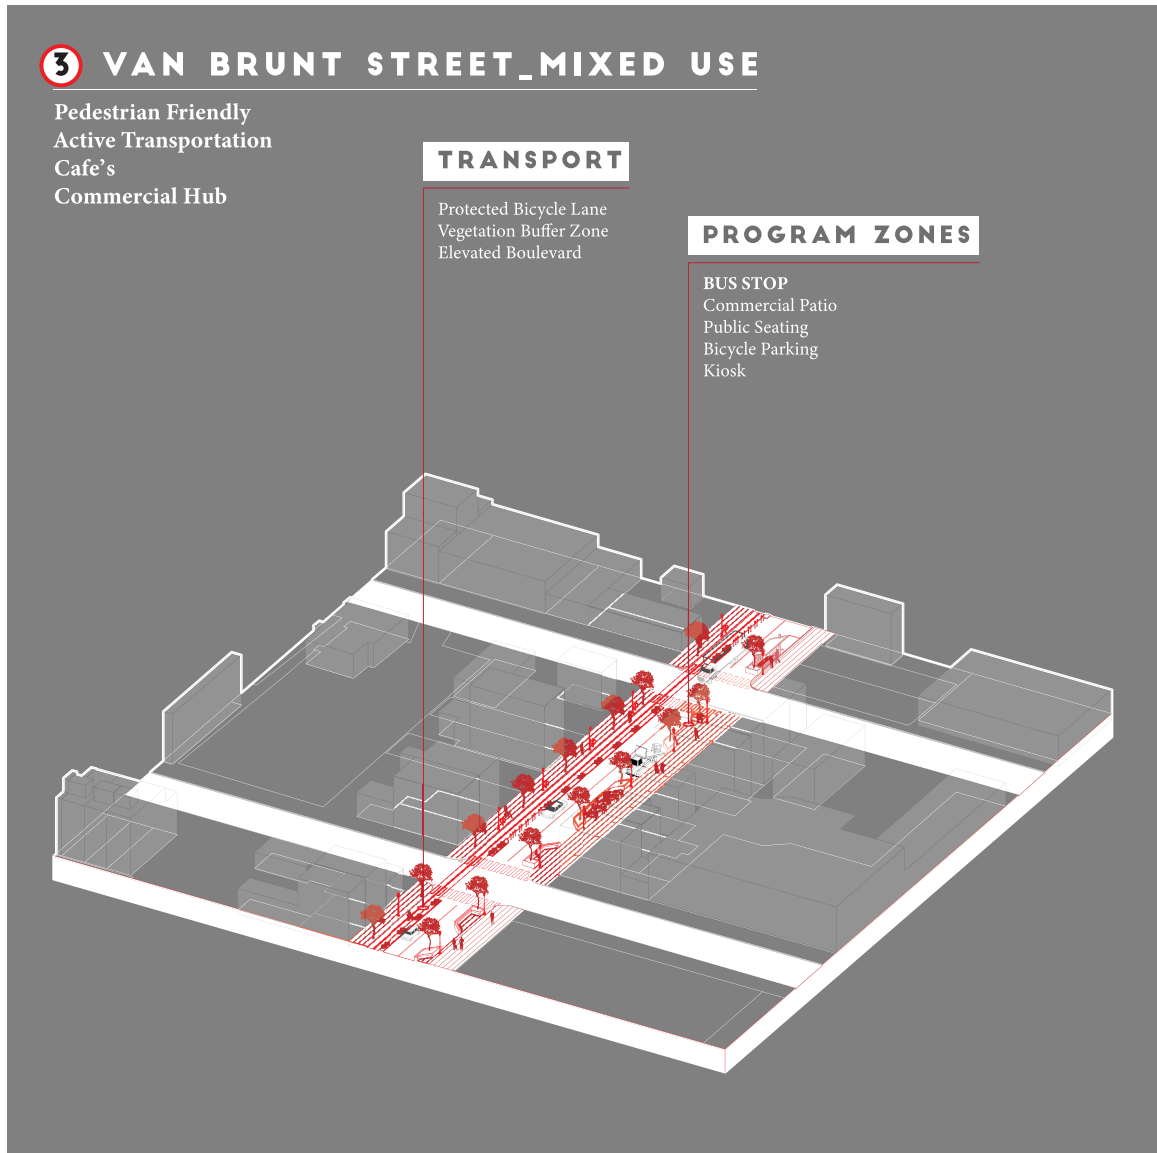 3 VAN BRUNT STREET_MIXED USE
Pedestrian Friendly
Active Transportation
Cafe’s
Commercial Hub
TRANSPORT
Protected Bicycle Lane
Vegetation Buffer Zone
Elevated Boulevard
PROGRAM ZONES
BUS STOP
Commercial Patio
Public Seating
Bicycle Parking
Kiosk